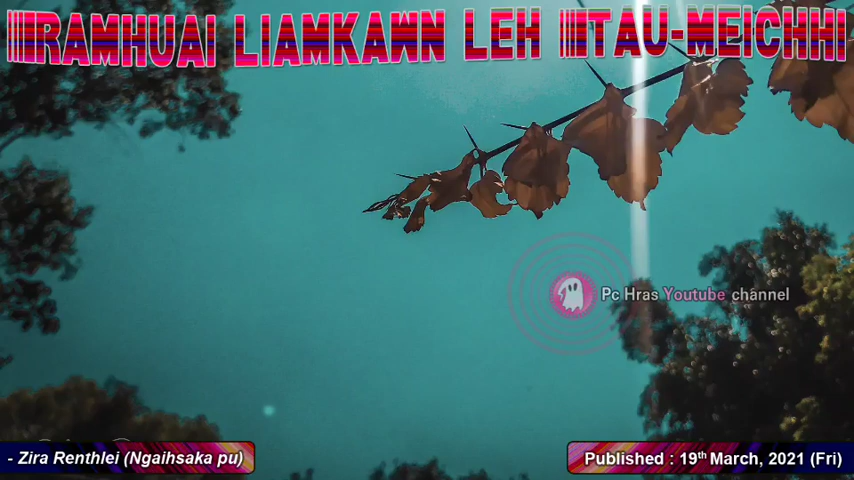 RAMHUAI LIAMKAWN LEH TAU-MEICHHI
Pc Hras Youtube channel
- Zira Renthlei (Ngaihsaka pu)
Published : 19th March, 2021 (Fri)